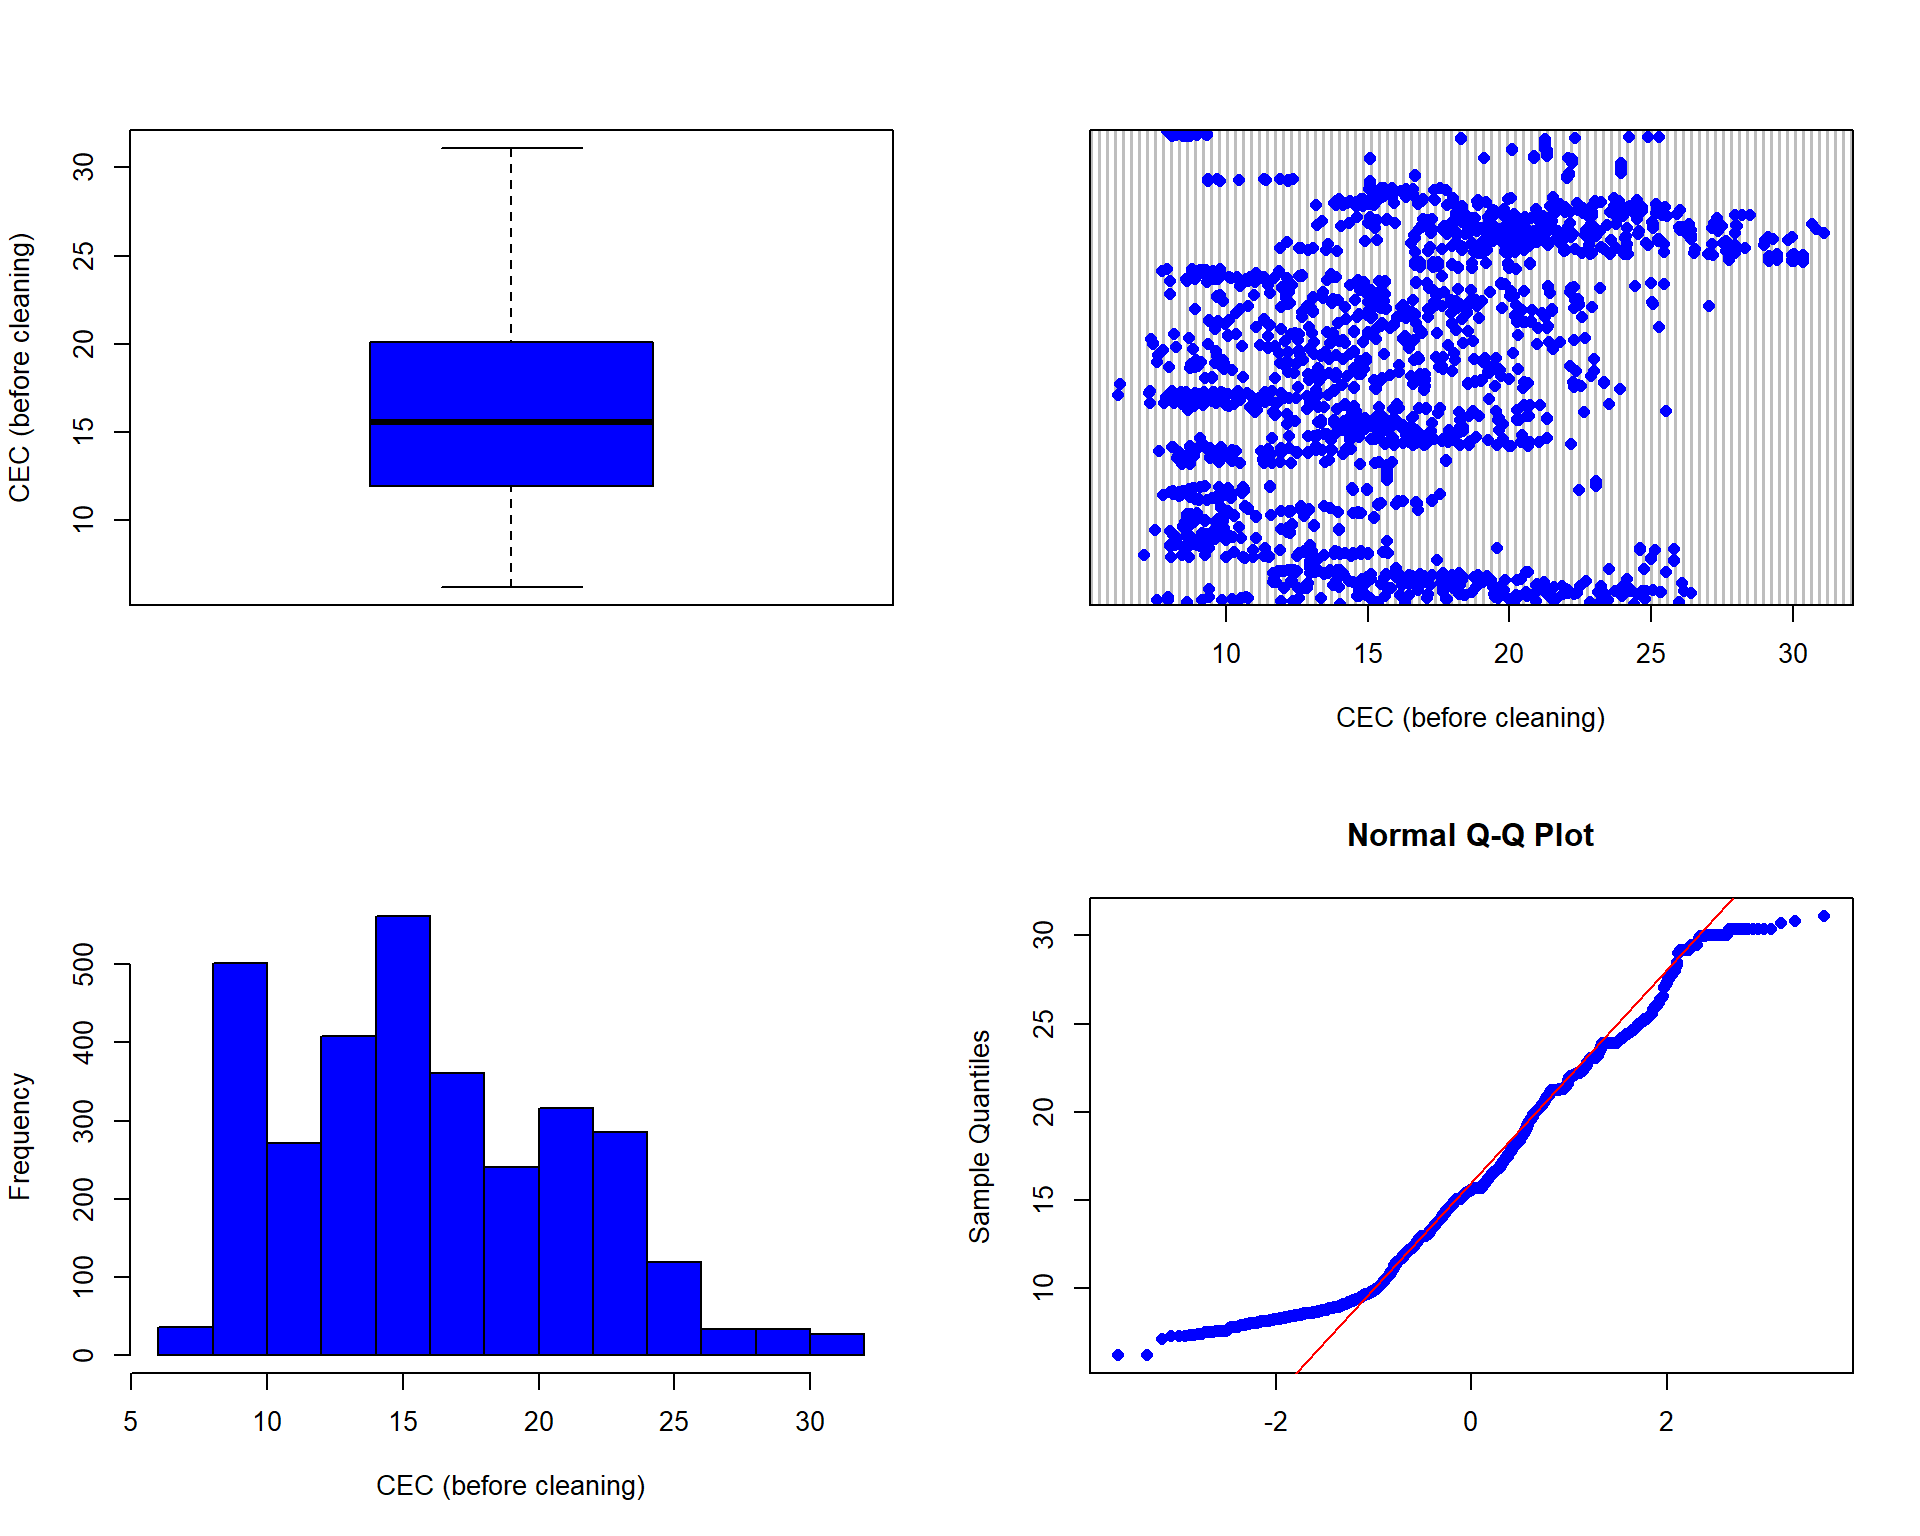 CEC (before cleaning)
30
25
20
15
10
10 15 20 25 30
CEC (before cleaning)
Frequency
500
400
300
200
100
0
5 10 15 20 25 30
CEC (before cleaning)
Normal Q-Q Plot
Sample Quantiles
30
25
20
15
10
-2 0 2